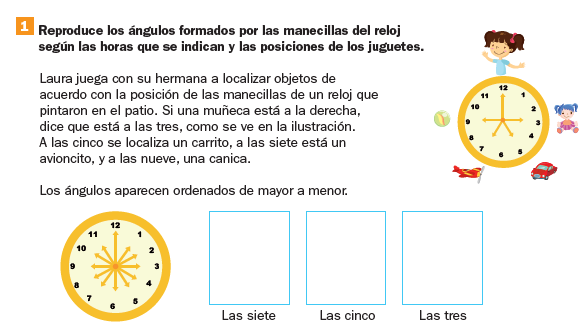 1 Reproduce los ángulos formados por las manecillas del reloj
según las horas que se indican y las posiciones de los juguetes.
Laura juega con su hermana a localizar objetos de
acuerdo con la posición de las manecillas de un reloj que
pintaron en el patio. Si una muñeca está a la derecha,
dice que está a las tres, como se ve en la ilustración.
A las cinco se localiza un carrito, a las siete está un
avioncito, y a las nueve, una canica.
12
1
2
3
4
5
6
7
8
9
10
11
Los ángulos aparecen ordenados de mayor a menor.
12
1
2
3
4
5
6
7
8
9
10
11
Las siete
Las cinco
Las tres